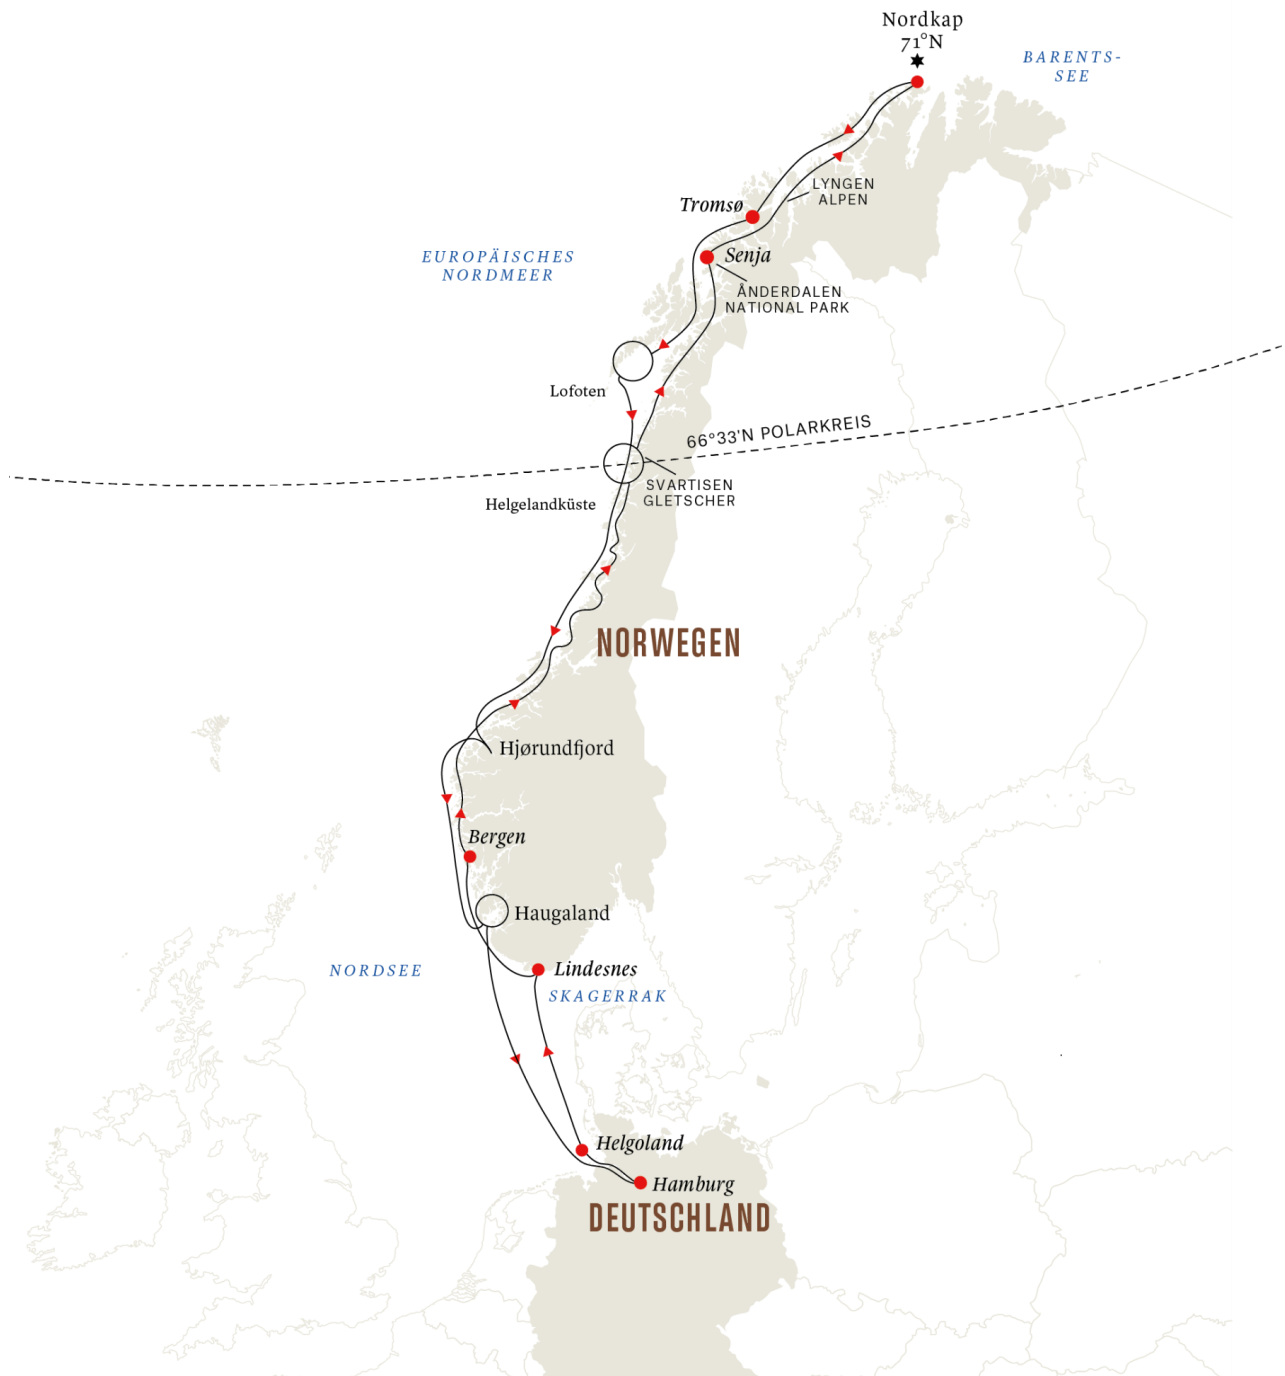 Nordkap
71°N
BARENTS-
SEE
LYNGEN
ALPEN
Tromsø
EUROPÄISCHES
NORDMEER
Senja
ÅNDERDALEN
NATIONAL PARK
Lofoten
66°33'N POLARKREIS
SVARTISEN
GLETSCHER
Helgelandküste
NORWEGEN
Hjørundfjord
Bergen
Haugaland
NORDSEE
Lindesnes
SKAGERRAK
Helgoland
Hamburg
DEUTSCHLAND